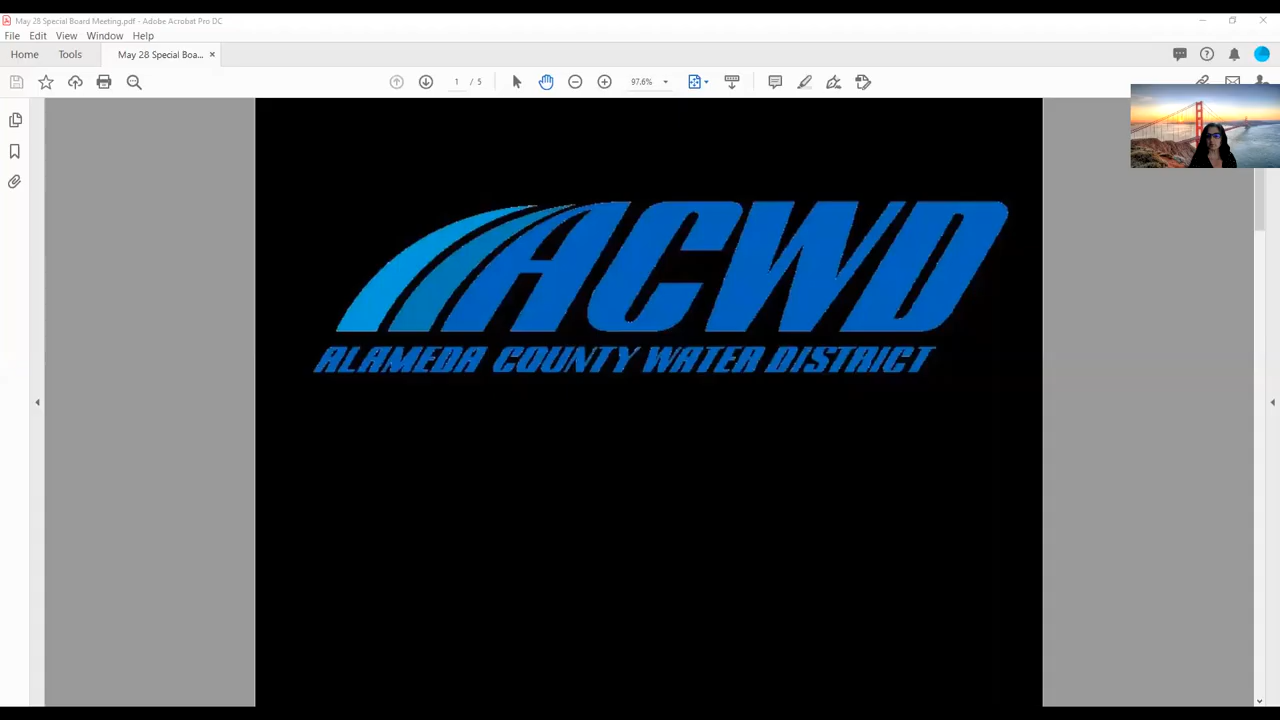 May 28 Special Board Meeting.pdf - Adobe Acrobat Pro DC
File Edit View Window Help
Home Tools May 28 Special Boa... ×
1 / 5 97.6%
ACWD
ALAMEDA COUNTY WATER DISTRICT